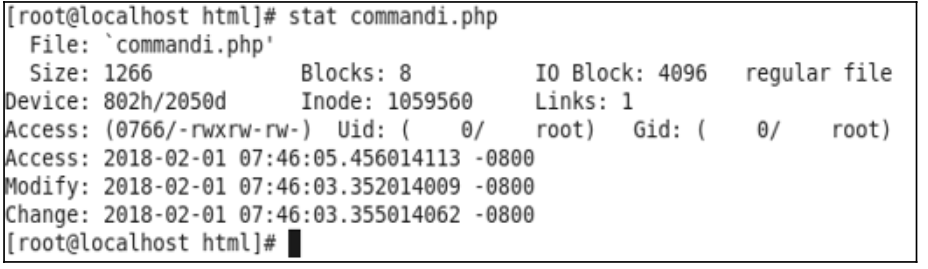 [root@localhost html]# stat commandi.php
  File: `commandi.php'
  Size: 1266            Blocks: 8          IO Block: 4096   regular file
Device: 802h/2050d      Inode: 1059560     Links: 1
Access: (0766/-rwxrw-rw-)  Uid: (    0/    root)   Gid: (    0/    root)
Access: 2018-02-01 07:46:05.456014113 -0800
Modify: 2018-02-01 07:46:03.352014009 -0800
Change: 2018-02-01 07:46:03.355014062 -0800
[root@localhost html]#